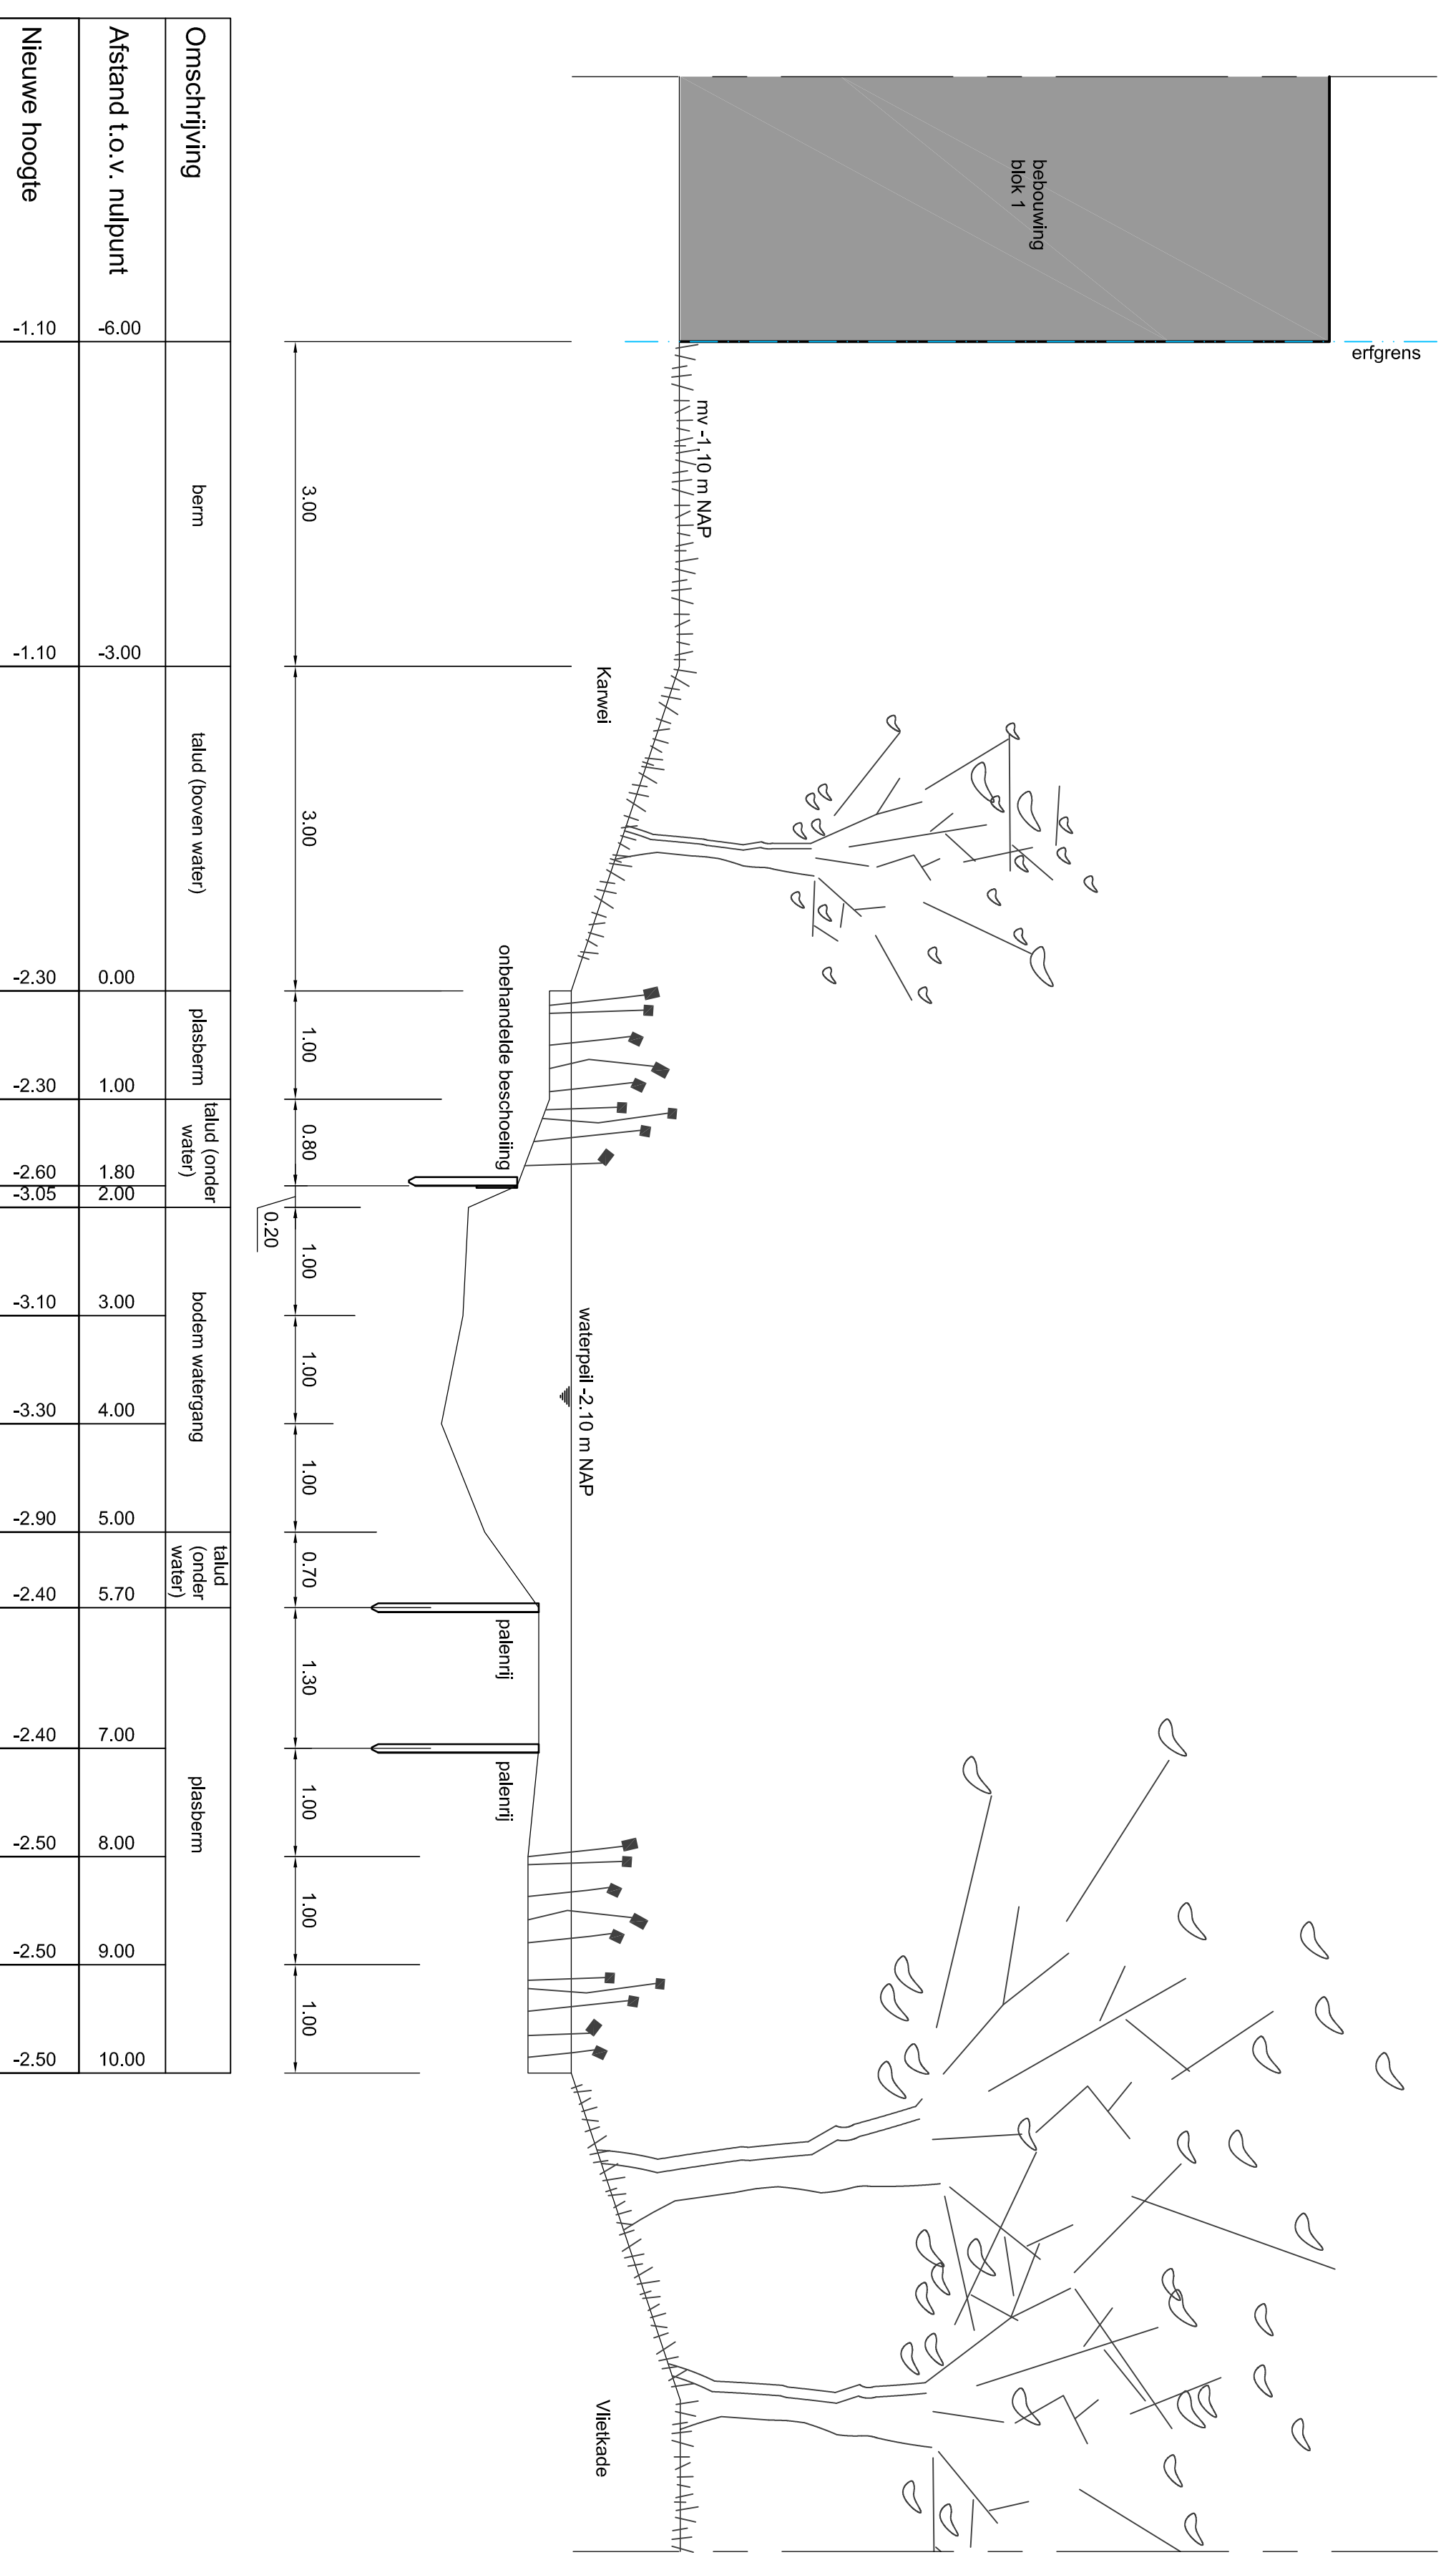 bebouwing
blok 1
erfgrens
mv -1.10 m NAP
Karwei
onbehandelde beschoeiing
waterpeil -2.10 m NAP
palenrij
palenrij
Vlietkade
3.00
3.00
1.00
0.80
0.20
1.00
1.00
1.00
0.70
1.30
1.00
1.00
1.00
Omschrijving
berm
talud (boven water)
plasberm
talud (onder
water)
bodem watergang
talud
(onder
water)
plasberm
Afstand t.o.v. nulpunt
-6.00
-3.00
0.00
1.00
1.80
2.00
3.00
4.00
5.00
5.70
7.00
8.00
9.00
10.00
Nieuwe hoogte
-1.10
-1.10
-2.30
-2.30
-2.60
-3.05
-3.10
-3.30
-2.90
-2.40
-2.40
-2.50
-2.50
-2.50